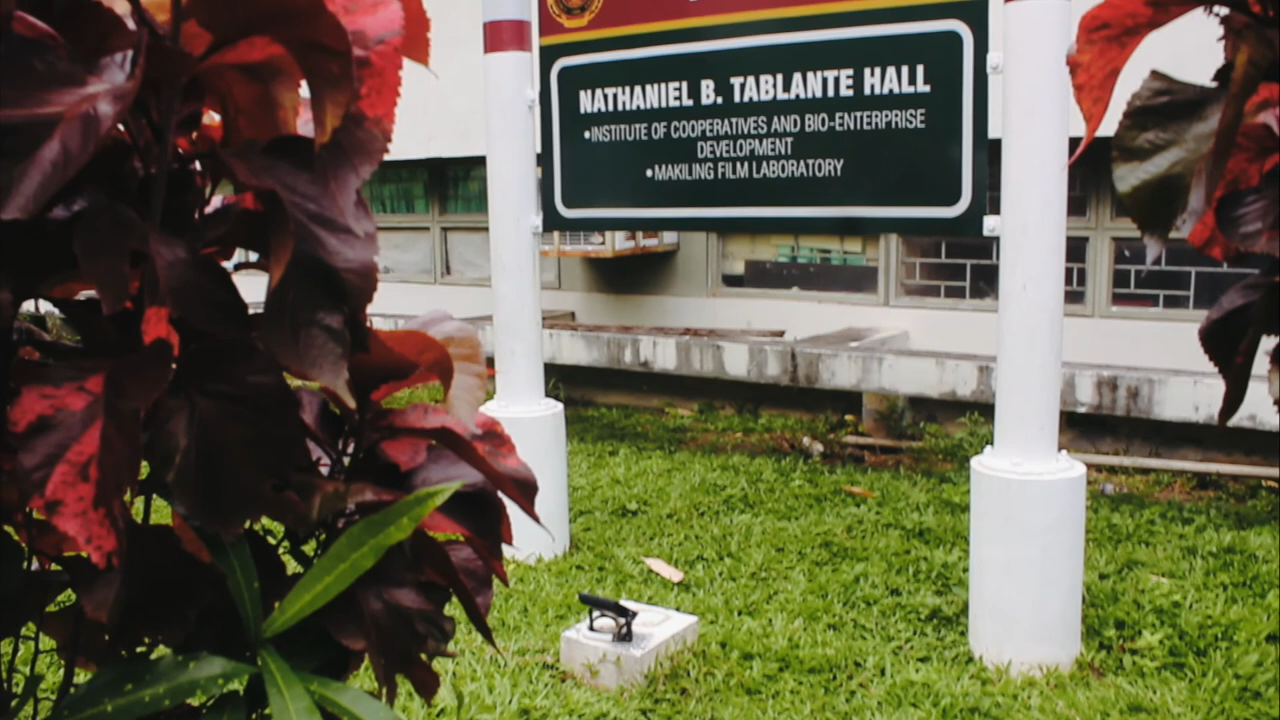 NATHANIEL B. TABLANTE HALL
•INSTITUTE OF COOPERATIVES AND BIO-ENTERPRISE
DEVELOPMENT
•MAKILING FILM LABORATORY